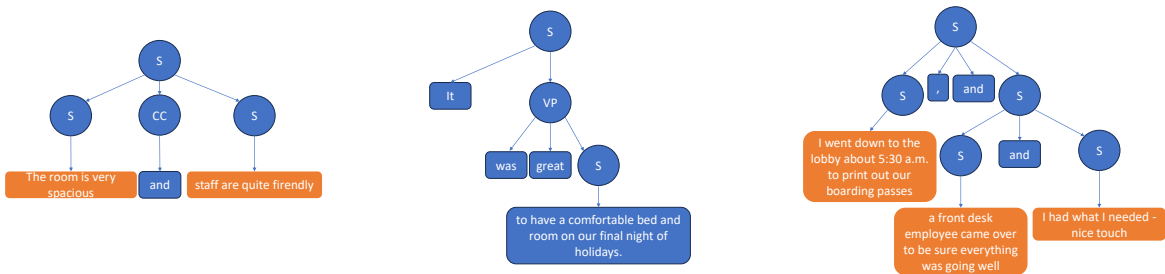 S
S
CC
S
The room is very
spacious
and
staff are quite firendly
S
It
VP
was
great
S
to have a comfortable bed and
room on our final night of
holidays.
S
S
,
and
S
I went down to the
lobby about 5:30 a.m.
to print out our
boarding passes
S
and
S
a front desk
employee came over
to be sure everything
was going well
I had what I needed -
nice touch